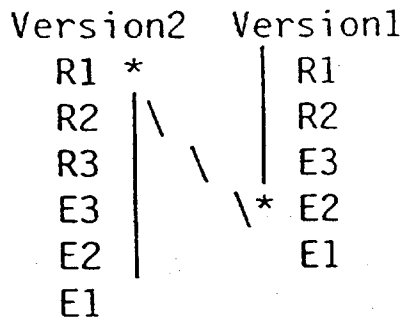 Version2 Version1
R1 * R1
R2 R2
R3 E3
E3 * E2
E2 E1
E1